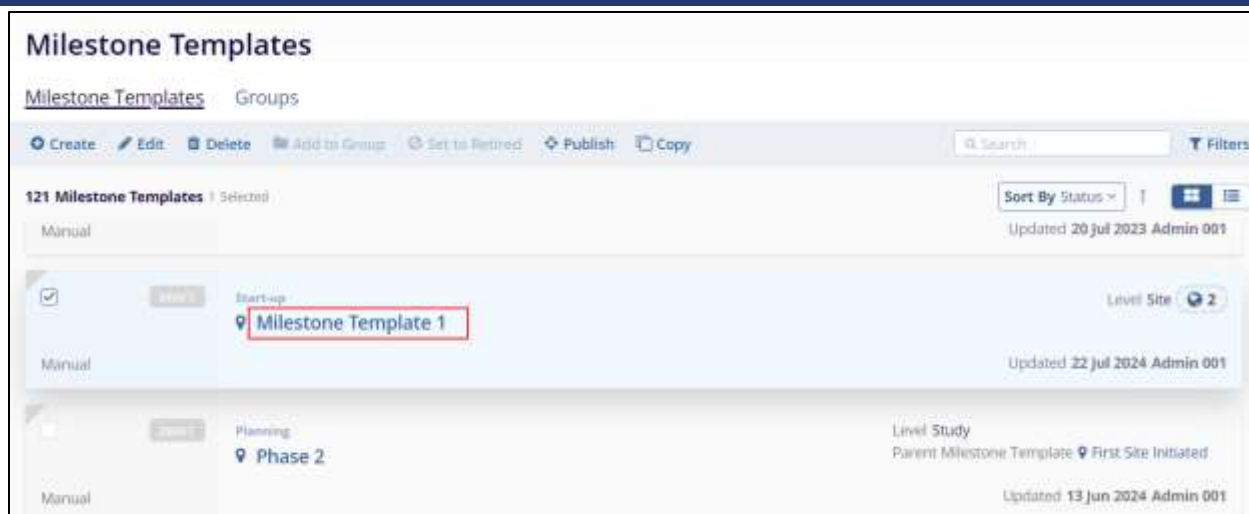 Milestone Templates
Milestone Templates Groups
Create Edit Delete Add to Group Set to Retired Publish Copy Search Filters
121 Milestone Templates 1 Selected Sort By Status
Manual Updated 20 Jul 2023 Admin 001
Start-up Level Site 2
Milestone Template 1
Manual Updated 22 Jul 2024 Admin 001
Planning Level Study
Phase 2 Parent Milestone Template First Site Initiated
Manual Updated 13 Jun 2024 Admin 001